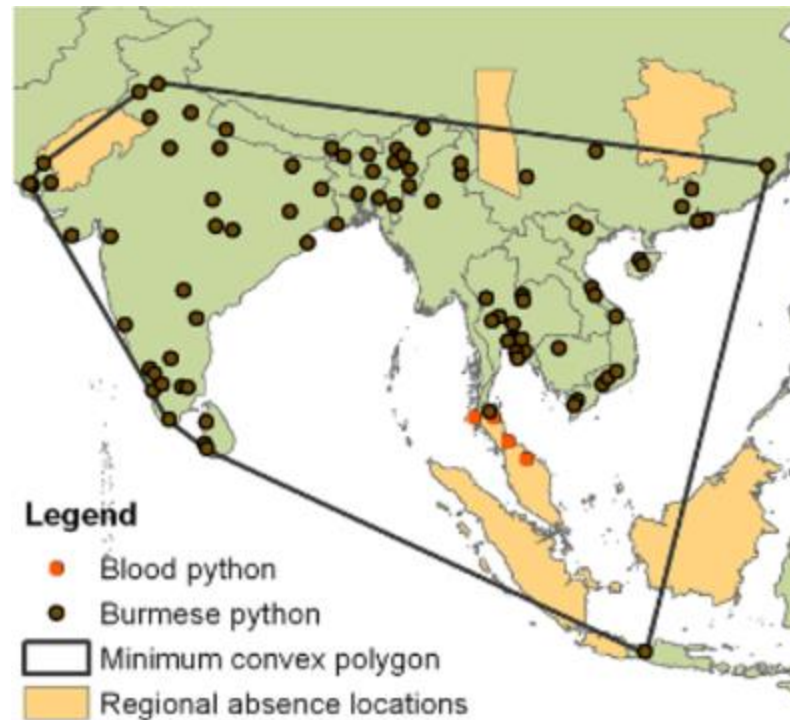 Legend
Blood python
Burmese python
Minimum convex polygon
Regional absence locations